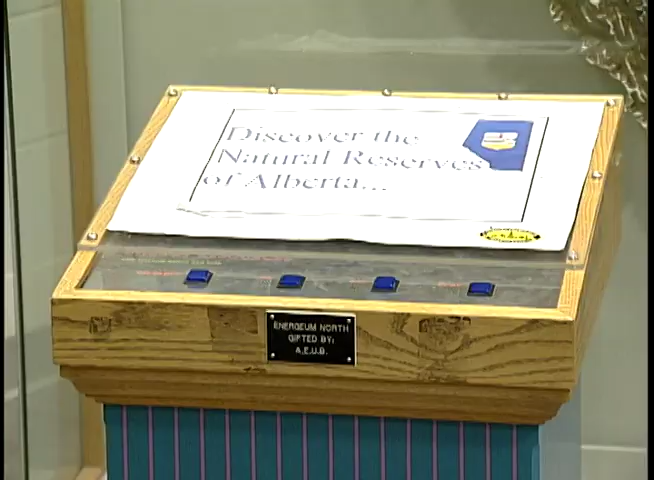 Discover the
Natural Reserves
of Alberta...
ENERGEUM NORTH
GIFTED BY:
A.E.U.B.